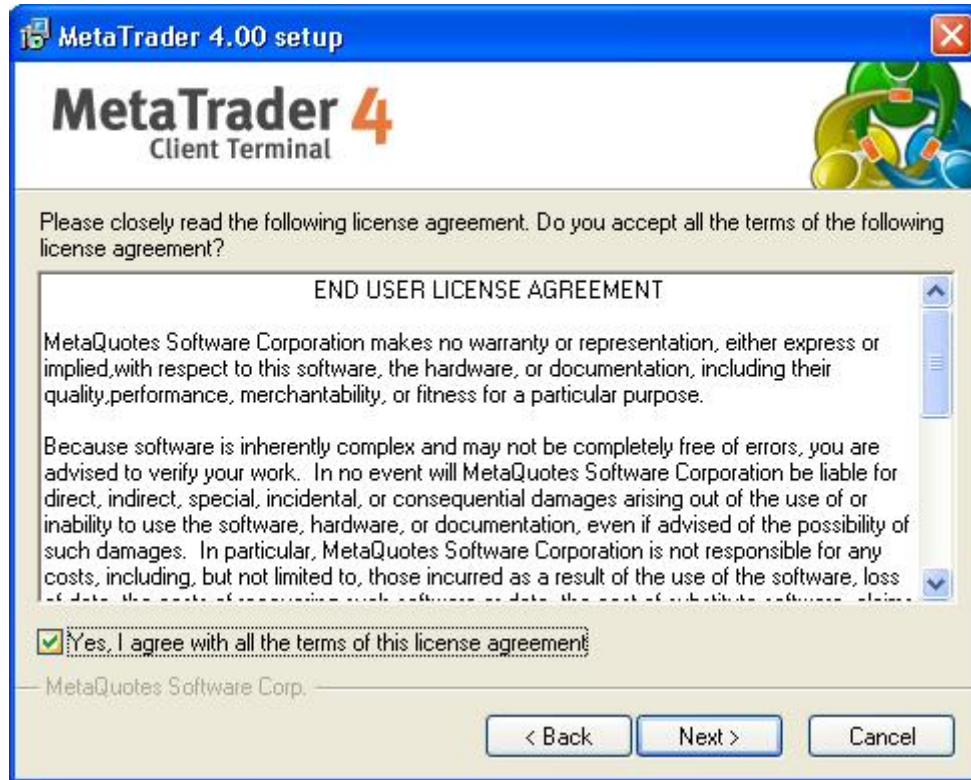 MetaTrader 4.00 setup
MetaTrader 4
Client Terminal
Please closely read the following license agreement. Do you accept all the terms of the following
license agreement?
END USER LICENSE AGREEMENT
MetaQuotes Software Corporation makes no warranty or representation, either express or
implied,with respect to this software, the hardware, or documentation, including their
quality,performance, merchantability, or fitness for a particular purpose.
Because software is inherently complex and may not be completely free of errors, you are
advised to verify your work.  In no event will MetaQuotes Software Corporation be liable for
direct, indirect, special, incidental, or consequential damages arising out of the use of or
inability to use the software, hardware, or documentation, even if advised of the possibility of
such damages.  In particular, MetaQuotes Software Corporation is not responsible for any
costs, including, but not limited to, those incurred as a result of the use of the software, loss
Yes, I agree with all the terms of this license agreement
MetaQuotes Software Corp.
< Back Next > Cancel